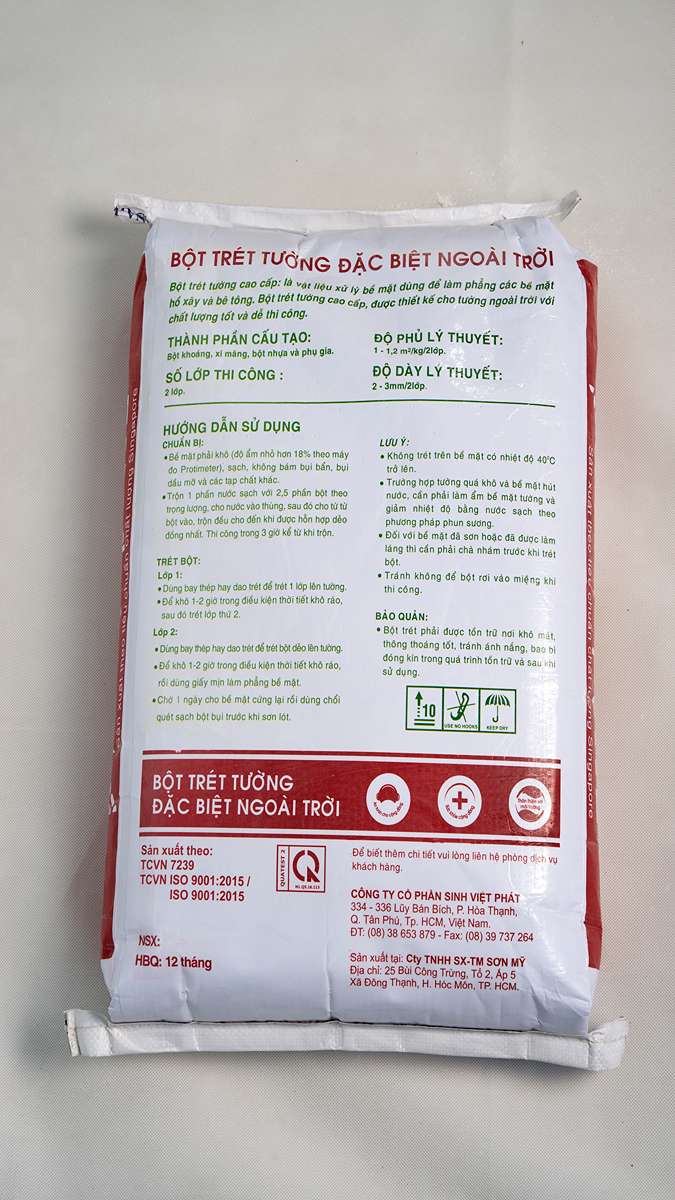 BỘT TRÉT TƯỜNG ĐẶC BIỆT NGOÀI TRỜI
Bột trét tường cao cấp: là vật liệu xử lý bề mặt dùng để làm phẳng các bề mặt
hồ xây và bê tông. Bột trét tường cao cấp, được thiết kế cho tường ngoài trời với
chất lượng tốt và dễ thi công.
THÀNH PHẦN CẤU TẠO:
Bột khoáng, xi măng, bột nhựa và phụ gia.
SỐ LỚP THI CÔNG :
2 lớp.
ĐỘ PHỦ LÝ THUYẾT:
1 - 1,2 m²/kg/2lớp.
ĐỘ DÀY LÝ THUYẾT:
2 - 3mm/2lớp.
HƯỚNG DẪN SỬ DỤNG
CHUẨN BỊ:
• Bề mặt phải khô (độ ẩm nhỏ hơn 18% theo máy
đo Protimeter), sạch, không bám bụi bẩn, bụi
dầu mỡ và các tạp chất khác.
• Trộn 1 phần nước sạch với 2,5 phần bột theo
trọng lượng, cho nước vào thùng, sau đó cho từ từ
bột vào, trộn đều cho đến khi được hỗn hợp dẻo
đồng nhất. Thi công trong 3 giờ kể từ khi trộn.
TRÉT BỘT:
Lớp 1:
• Dùng bay thép hay dao trét để trét 1 lớp lên tường.
• Để khô 1-2 giờ trong điều kiện thời tiết khô ráo,
sau đó trét lớp thứ 2.
Lớp 2:
• Dùng bay thép hay dao trét để trét bột dẻo lên tường.
• Để khô 1-2 giờ trong điều kiện thời tiết khô ráo,
rồi dùng giấy mịn làm phẳng bề mặt.
• Chờ 1 ngày cho bề mặt cứng lại rồi dùng chổi
quét sạch bột bụi trước khi sơn lót.
LƯU Ý:
• Không trét trên bề mặt có nhiệt độ 40°C
trở lên.
• Trường hợp tường quá khô và bề mặt hút
nước, cần phải làm ẩm bề mặt tường và
giảm nhiệt độ bằng nước sạch theo
phương pháp phun sương.
• Đối với bề mặt đã sơn hoặc đã được làm
láng thì cần phải chà nhám trước khi trét
bột.
• Tránh không để bột rơi vào miệng khi
thi công.
BẢO QUẢN:
• Bột trét phải được tồn trữ nơi khô mát,
thông thoáng tốt, tránh ánh nắng, bao bì
đóng kín trong quá trình tồn trữ và sau khi
sử dụng.
10
USE NO HOOKS
KEEP DRY
BỘT TRÉT TƯỜNG
ĐẶC BIỆT NGOÀI TRỜI
Thân thiện với
môi trường
Sản xuất theo:
TCVN 7239
TCVN ISO 9001:2015 /
ISO 9001:2015
QUATEST 2
Để biết thêm chi tiết vui lòng liên hệ phòng dịch vụ
khách hàng.
CÔNG TY CỔ PHẦN SINH VIỆT PHÁT
334 - 336 Lũy Bán Bích, P. Hòa Thạnh,
Q. Tân Phú, Tp. HCM, Việt Nam.
ĐT: (08) 38 653 879 - Fax: (08) 39 737 264
NSX:
HBQ: 12 tháng
Sản xuất tại: Cty TNHH SX-TM SƠN MỸ
Địa chỉ: 25 Bùi Công Trừng, Tổ 2, Ấp 5
Xã Đông Thạnh, H. Hóc Môn, TP. HCM.
Sản xuất theo tiêu chuẩn chất lượng Singapore
Sản xuất theo tiêu chuẩn chất lượng Singapore